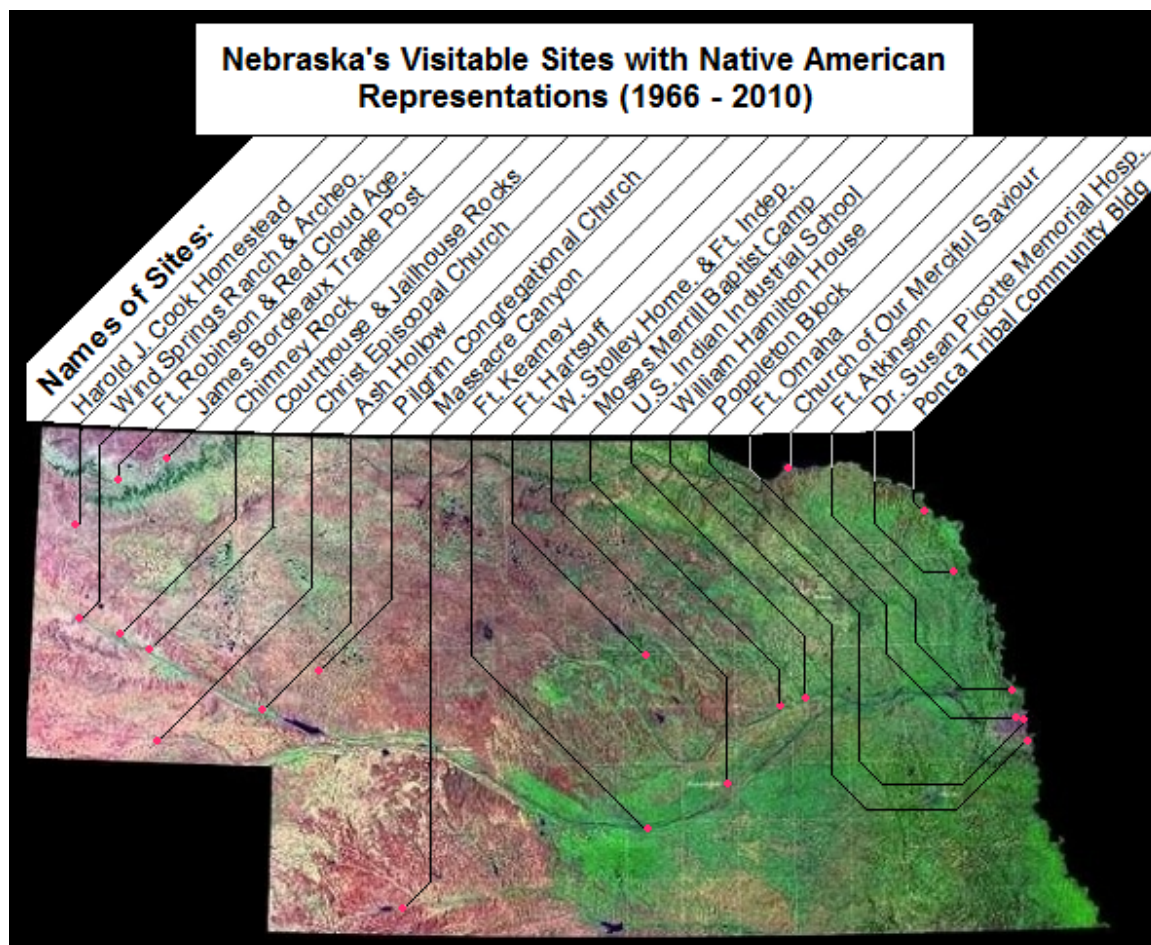 Nebraska's Visitable Sites with Native American
Representations (1966 - 2010)
Names of Sites:
Harold J. Cook Homestead
Wind Springs Ranch & Archeo.
Ft. Robinson & Red Cloud Age.
James Bordeaux Trade Post
Chimney Rock
Courthouse & Jailhouse Rocks
Christ Episcopal Church
Ash Hollow
Pilgrim Congregational Church
Massacre Canyon
Ft. Kearney
Ft. Hartsuff
W. Stolley Home, & Ft. Indep.
Moses Merrill Baptist Camp
U.S. Indian Industrial School
William Hamilton House
Poppleton Block
Ft. Omaha
Church of Our Merciful Saviour
Ft. Atkinson
Dr. Susan Picotte Memorial Hosp.
Ponca Tribal Community Bldg